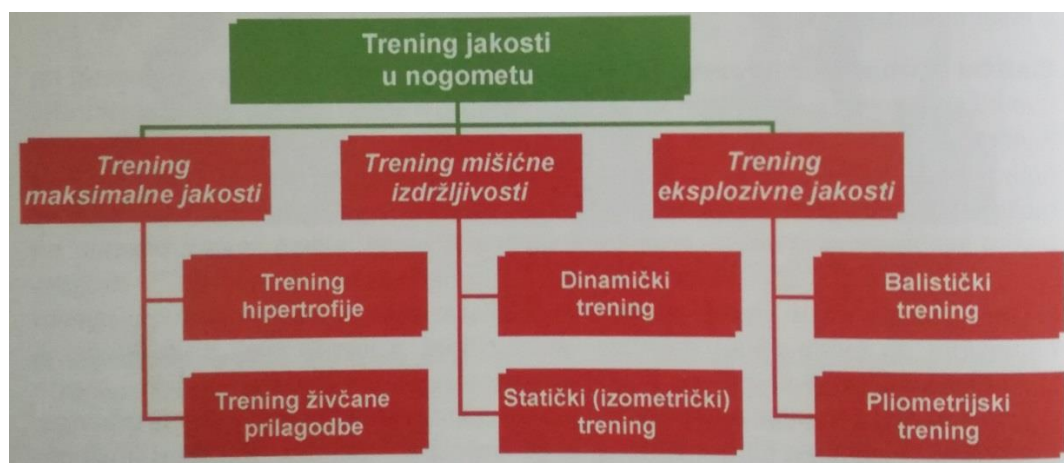 Trening jakosti
u nogometu
Trening
maksimalne jakosti
Trening mišićne
izdržljivosti
Trening
eksplozivne jakosti
Trening
hipertrofije
Dinamički
trening
Balistički
trening
Trening živčane
prilagodbe
Statički (izometrički)
trening
Pliometrijski
trening